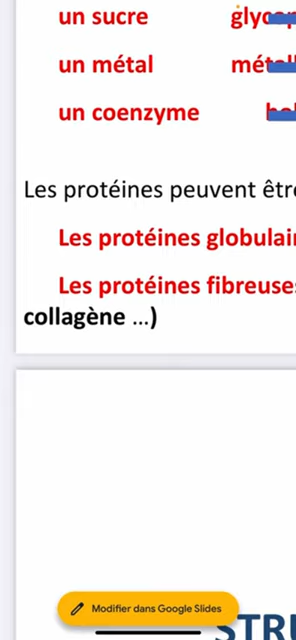 un sucre
un métal
un coenzyme
Les protéines peuvent êtr
Les protéines globulai
Les protéines fibreuse
collagène ...)
Modifier dans Google Slides